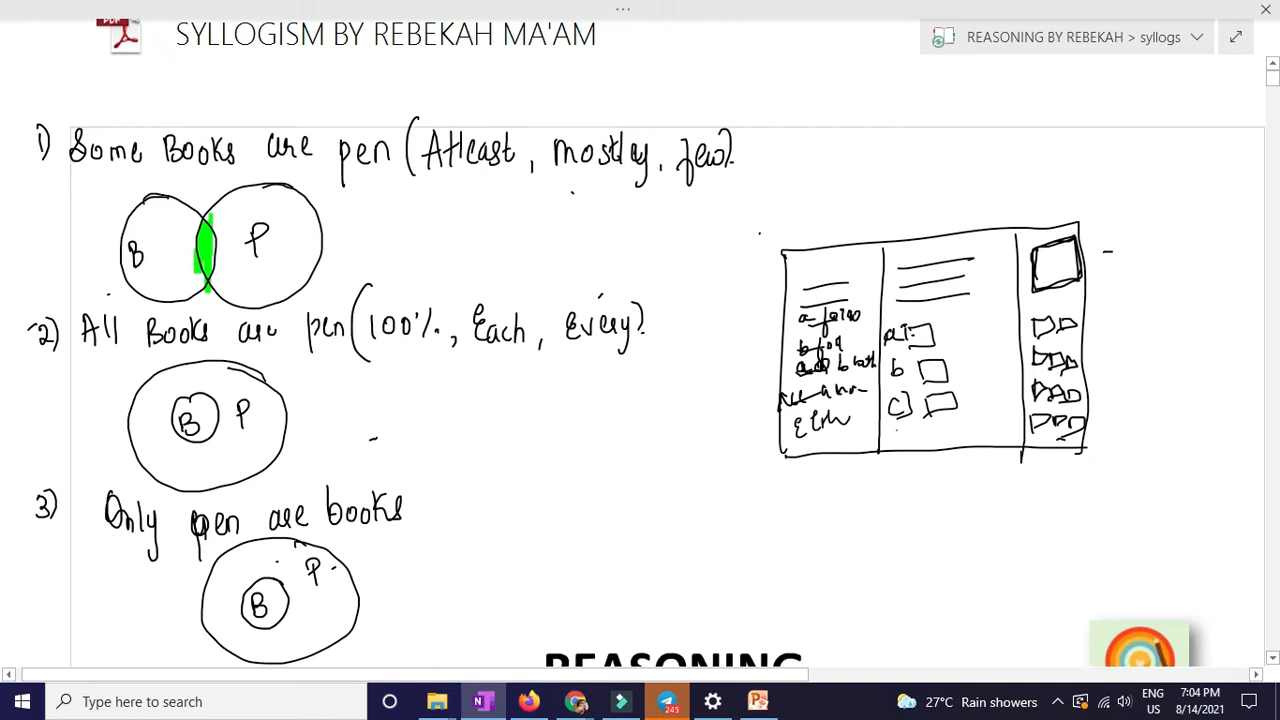 SYLLOGISM BY REBEKAH MA'AM
REASONING BY REBEKAH > syllogs
1) Some Books are pen (Atleast, mostley, few).
B P
2) All Books are pen (100%, Each, Every).
B P
3) Only pen are books
P
B
a
b
c)
REASONING
Type here to search
245
27°C Rain showers
ENG
US
7:04 PM
8/14/2021